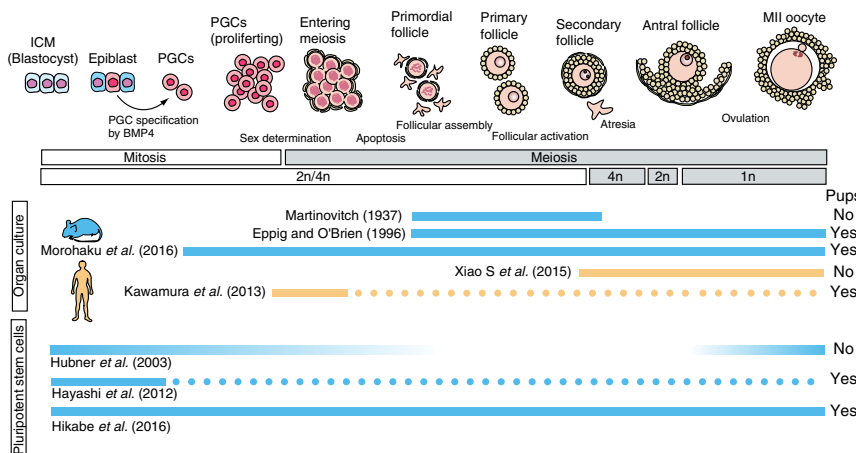 ICM
(Blastocyst)
Epiblast
PGCs
PGCs
(proliferting)
Entering
meiosis
Primordial
follicle
Primary
follicle
Secondary
follicle
Antral follicle
MII oocyte
PGC specification
by BMP4
Sex determination
Apoptosis
Follicular assembly
Follicular activation
Atresia
Ovulation
Mitosis
Meiosis
2n/4n
4n
2n
1n
Pups
Organ culture
Martinovitch (1937)
No
Eppig and O'Brien (1996)
Yes
Morohaku et al. (2016)
Yes
Xiao S et al. (2015)
No
Kawamura et al. (2013)
Yes
Pluripotent stem cells
No
Hubner et al. (2003)
Yes
Hayashi et al. (2012)
Yes
Hikabe et al. (2016)